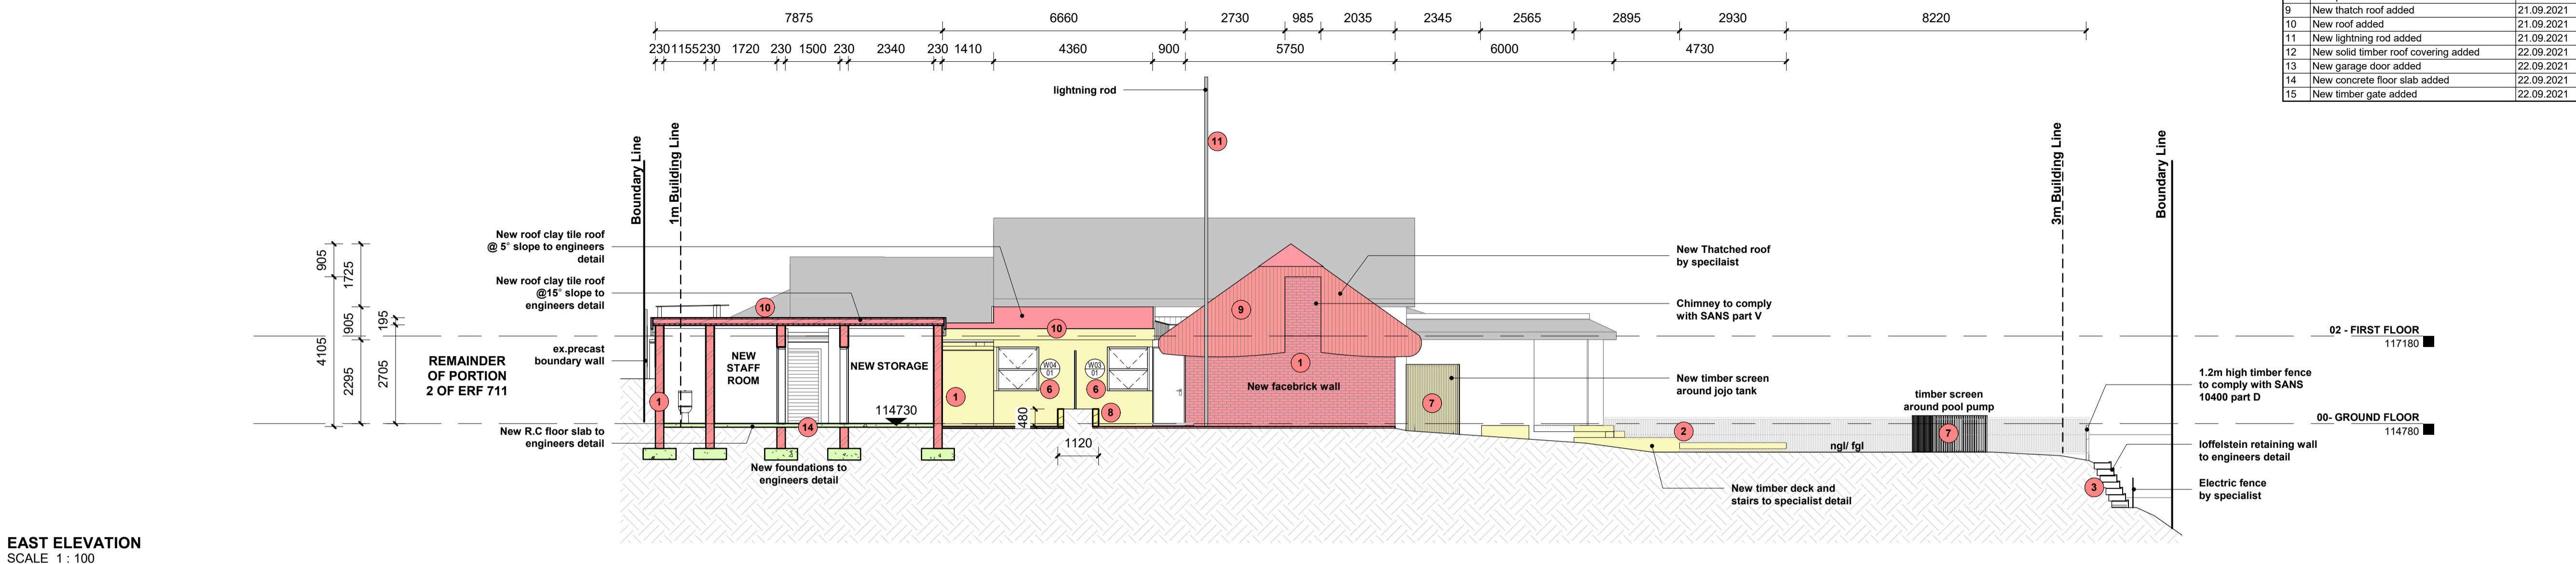 9 New thatch roof added 21.09.2021
10 New roof added 21.09.2021
11 New lightning rod added 21.09.2021
12 New solid timber roof covering added 22.09.2021
13 New garage door added 22.09.2021
14 New concrete floor slab added 22.09.2021
15 New timber gate added 22.09.2021
7875 6660 2730 985 2035 2345 2565 2895 2930 8220
230 1155 230 1720 230 1500 230 2340 230 1410 4360 900 5750 6000 4730
lightning rod
11
Boundary Line
1m Building Line
3m Building Line
Boundary Line
New roof clay tile roof
@ 5° slope to engineers
detail
New roof clay tile roof
@15° slope to
engineers detail
ex.precast
boundary wall
New R.C floor slab to
engineers detail
905
4105
1725
905
2295
195
2705
REMAINDER
OF PORTION
2 OF ERF 711
10
10
9
NEW
STAFF
ROOM
NEW STORAGE
114730
1
1
14
W04
01
6
W03
01
6
8
480
1120
New foundations to
engineers detail
1
New facebrick wall
New Thatched roof
by specilaist
Chimney to comply
with SANS part V
New timber screen
around jojo tank
7
2
timber screen
around pool pump
7
ngl/ fgl
New timber deck and
stairs to specialist detail
02 - FIRST FLOOR
117180
1.2m high timber fence
to comply with SANS
10400 part D
00- GROUND FLOOR
114780
loffelstein retaining wall
to engineers detail
3
Electric fence
by specialist
EAST ELEVATION
SCALE 1 : 100